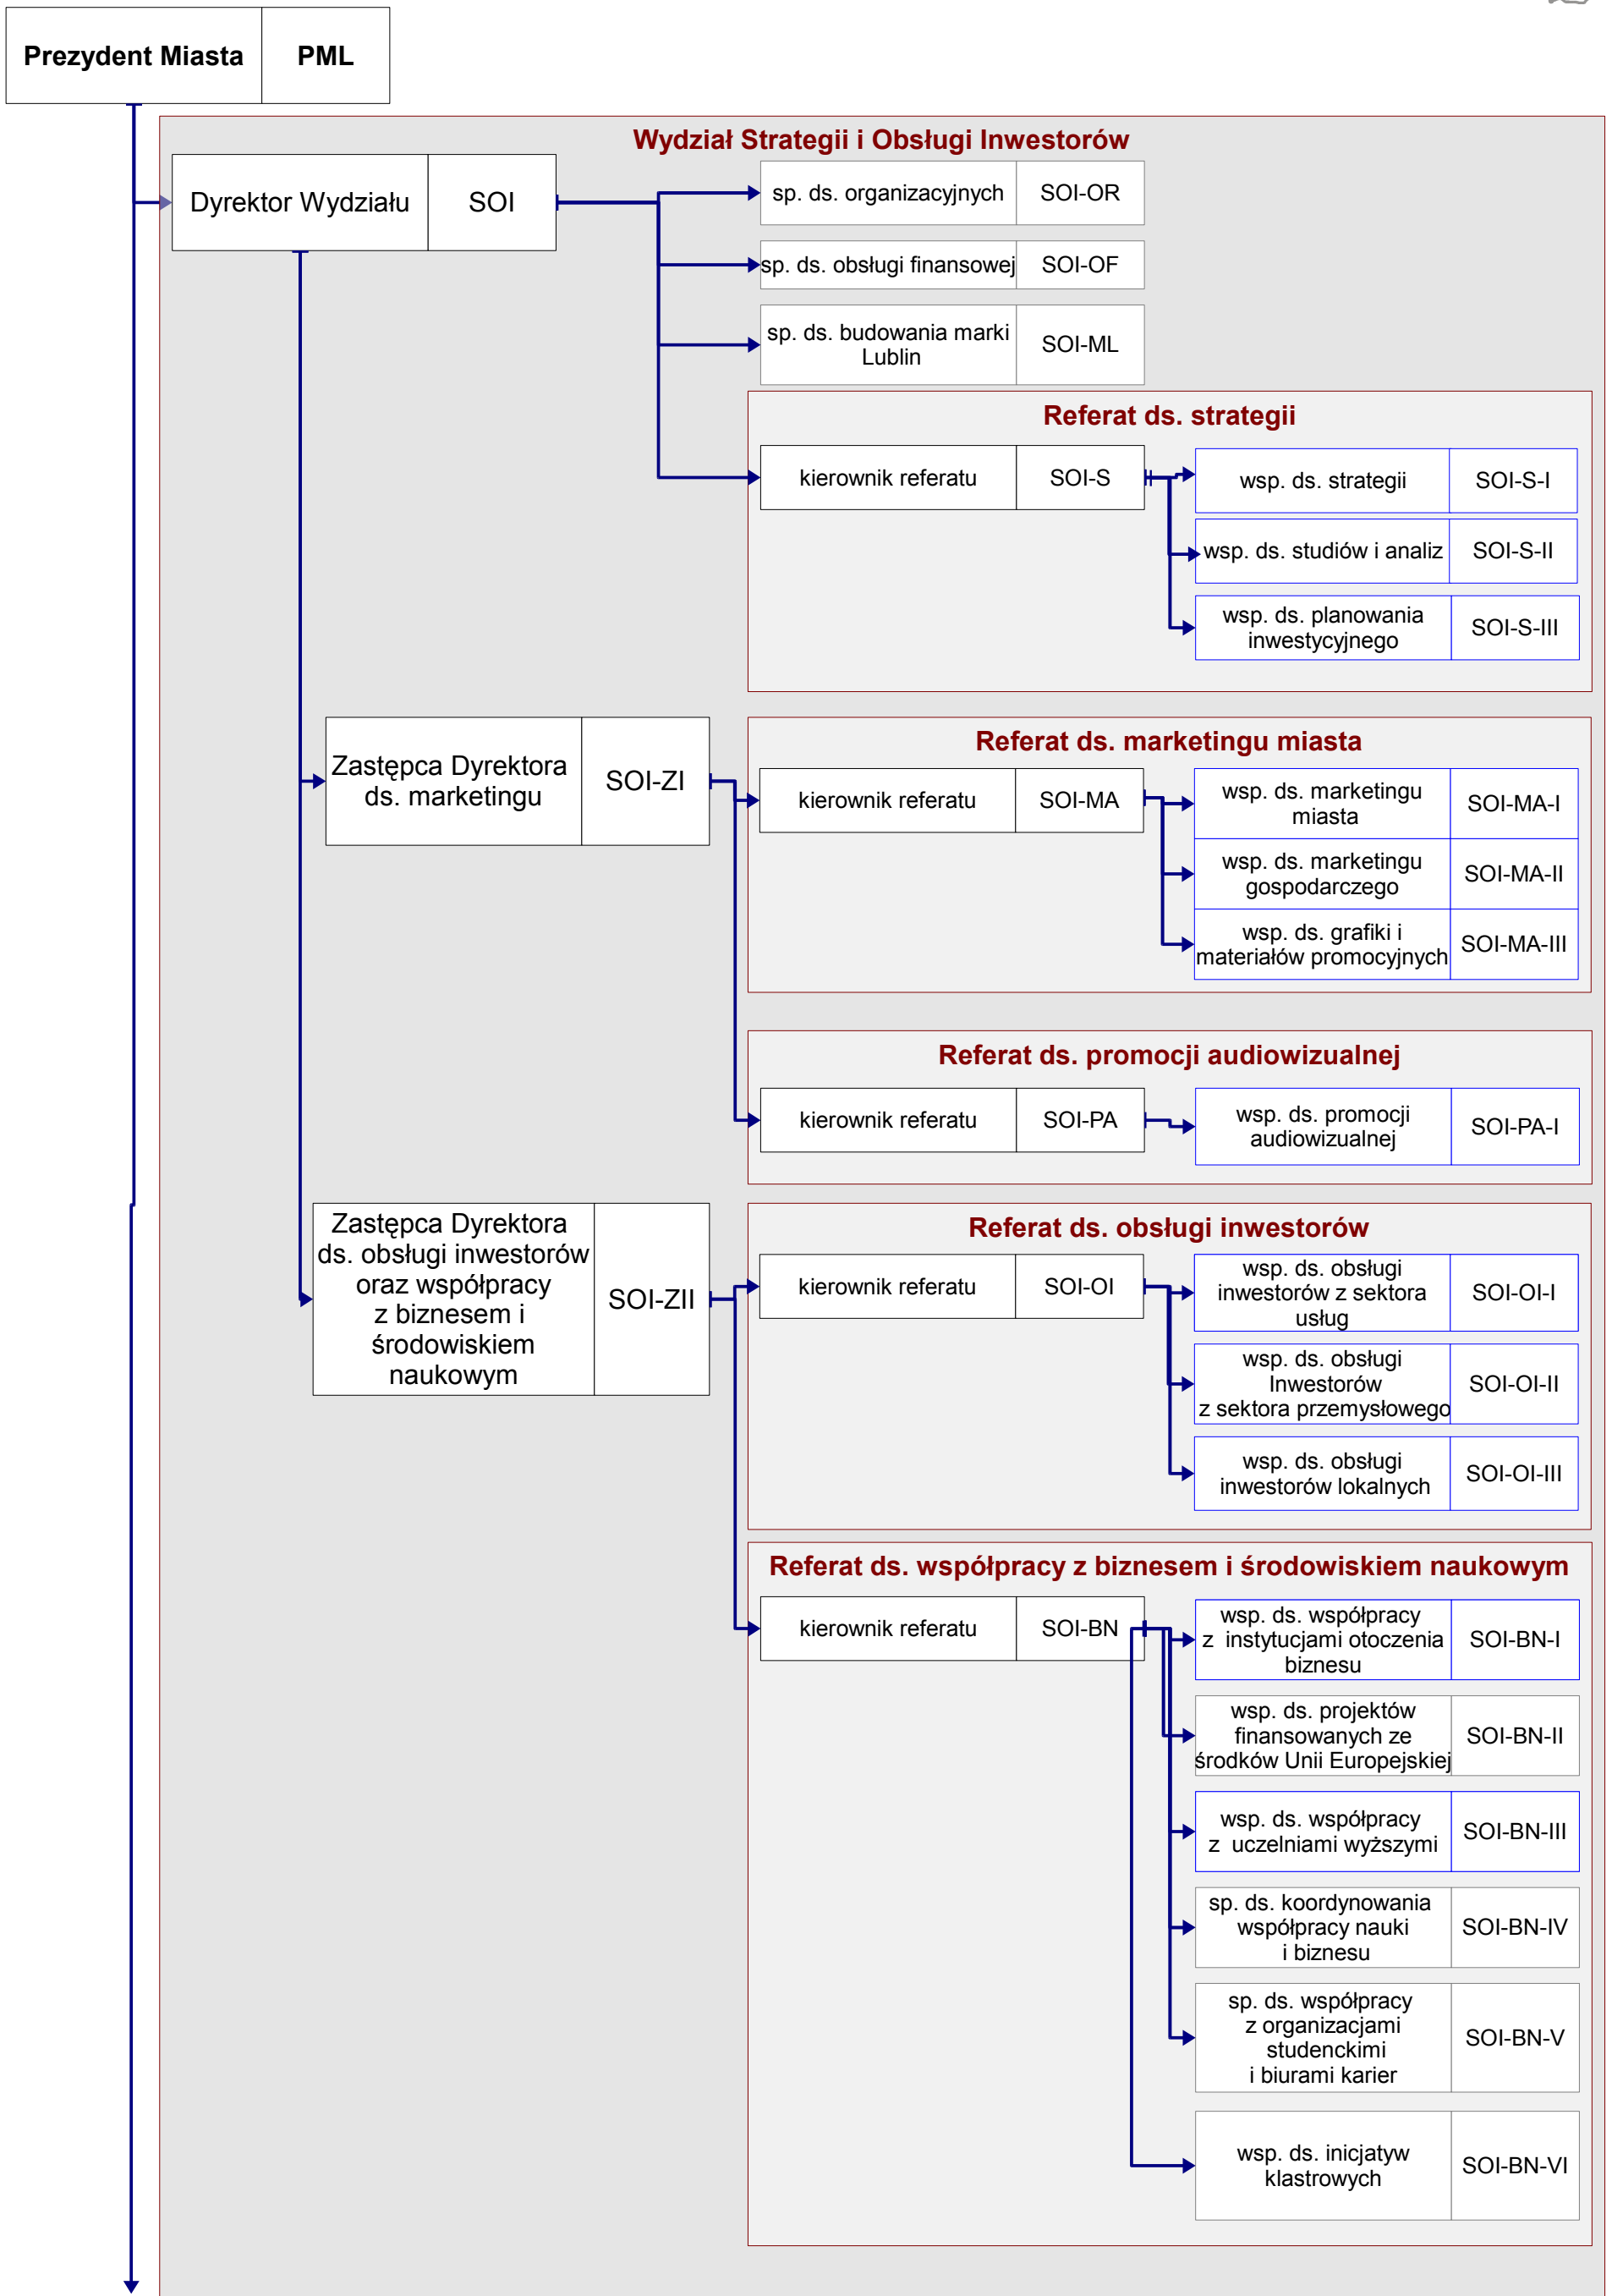 Prezydent Miasta PML
Wydział Strategii i Obsługi Inwestorów
Dyrektor Wydziału SOI
sp. ds. organizacyjnych SOI-OR
sp. ds. obsługi finansowej SOI-OF
sp. ds. budowania marki
Lublin
SOI-ML
Referat ds. strategii
kierownik referatu SOI-S
wsp. ds. strategii SOI-S-I
wsp. ds. studiów i analiz SOI-S-II
wsp. ds. planowania
inwestycyjnego
SOI-S-III
Zastępca Dyrektora
ds. marketingu
SOI-ZI
Referat ds. marketingu miasta
kierownik referatu SOI-MA
wsp. ds. marketingu
miasta
SOI-MA-I
wsp. ds. marketingu
gospodarczego
SOI-MA-II
wsp. ds. grafiki i
materiałów promocyjnych
SOI-MA-III
Referat ds. promocji audiowizualnej
kierownik referatu SOI-PA
wsp. ds. promocji
audiowizualnej
SOI-PA-I
Zastępca Dyrektora
ds. obsługi inwestorów
oraz współpracy
z biznesem i
środowiskiem
naukowym
SOI-ZII
Referat ds. obsługi inwestorów
kierownik referatu SOI-OI
wsp. ds. obsługi
inwestorów z sektora
usług
SOI-OI-I
wsp. ds. obsługi
Inwestorów
z sektora przemysłowego
SOI-OI-II
wsp. ds. obsługi
inwestorów lokalnych
SOI-OI-III
Referat ds. współpracy z biznesem i środowiskiem naukowym
kierownik referatu SOI-BN
wsp. ds. współpracy
z instytucjami otoczenia
biznesu
SOI-BN-I
wsp. ds. projektów
finansowanych ze
środków Unii Europejskiej
SOI-BN-II
wsp. ds. współpracy
z uczelniami wyższymi
SOI-BN-III
sp. ds. koordynowania
współpracy nauki
i biznesu
SOI-BN-IV
sp. ds. współpracy
z organizacjami
studenckimi
i biurami karier
SOI-BN-V
wsp. ds. inicjatyw
klastrowych
SOI-BN-VI